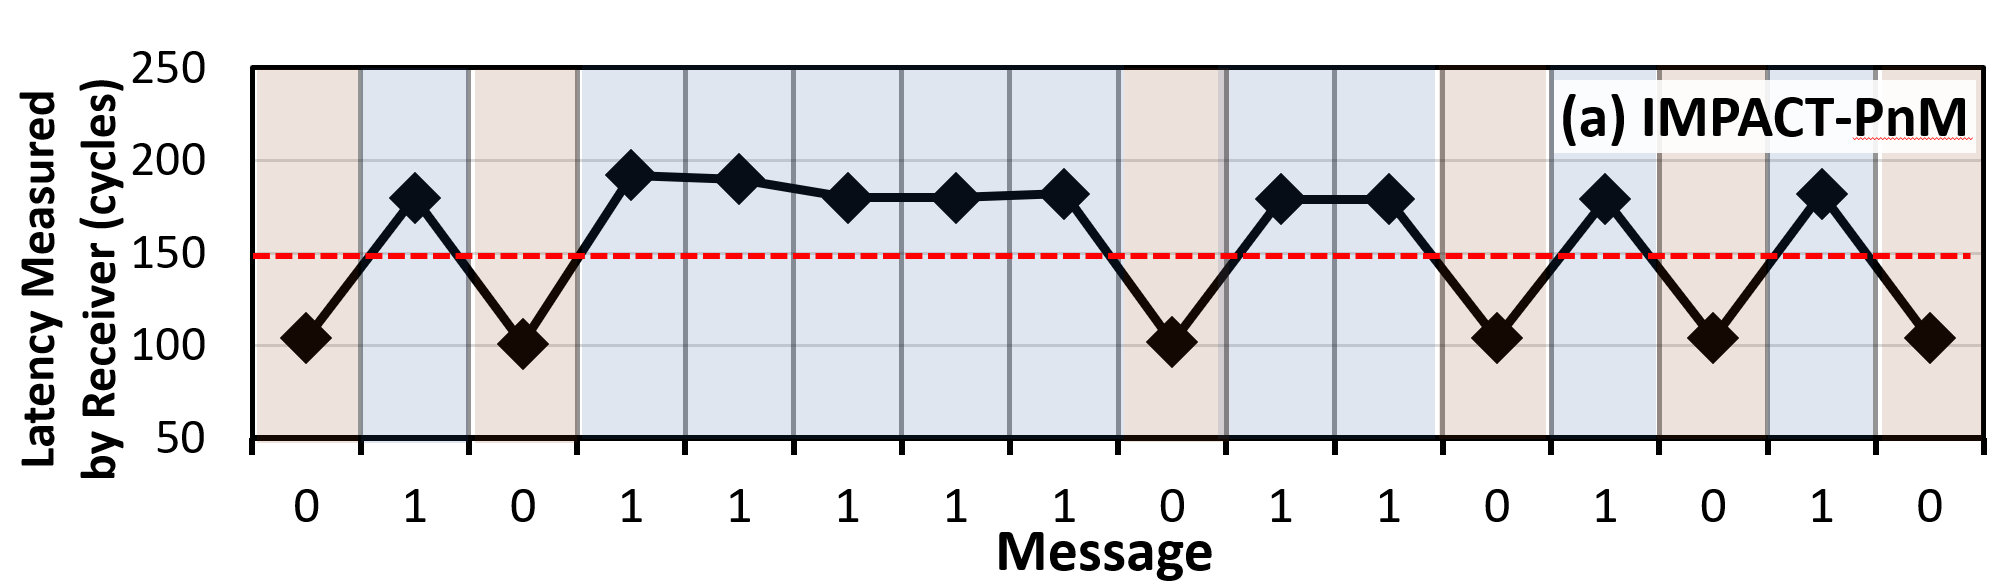 Latency Measured
by Receiver (cycles)
250
200
150
100
50
(a) IMPACT-PnM
0 1 0 1 1 1 1 1 0 1 1 0 1 0 1 0
Message